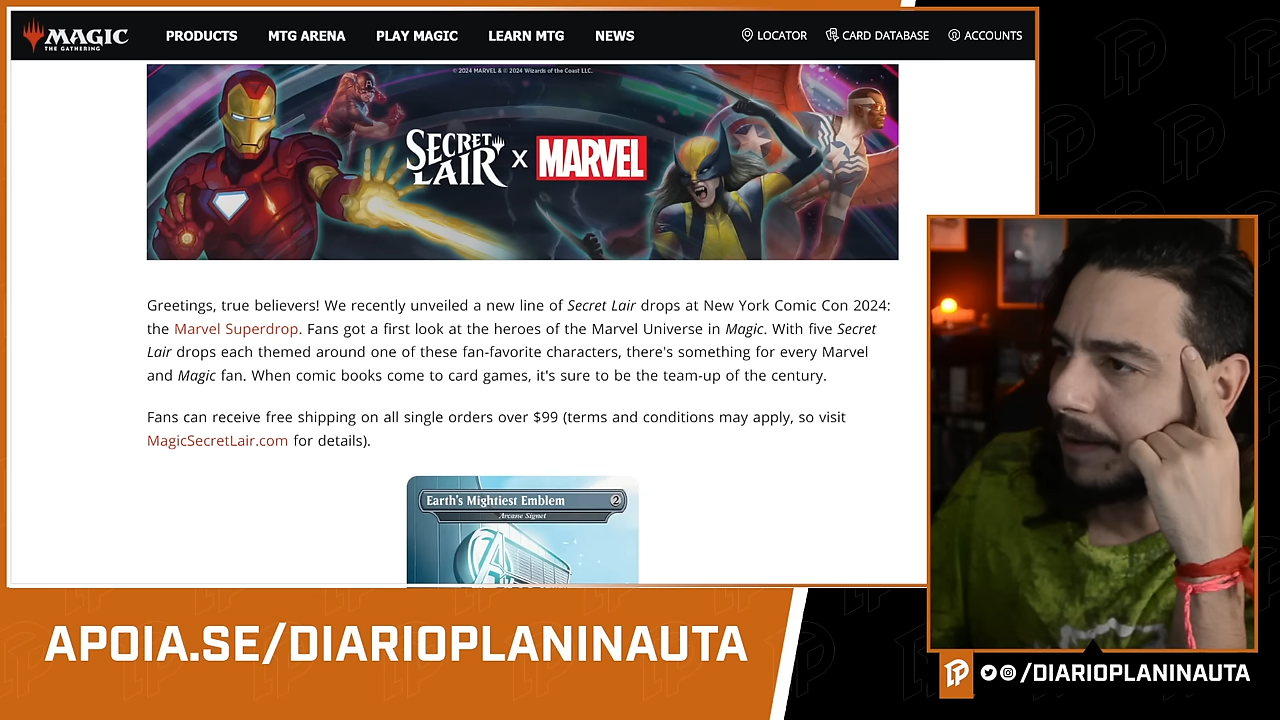 MAGIC
THE GATHERING
PRODUCTS
MTG ARENA
PLAY MAGIC
LEARN MTG
NEWS
LOCATOR
CARD DATABASE
ACCOUNTS
© 2024 MARVEL & © 2024 Wizards of the Coast LLC.
SECRET
LAIR
X
MARVEL
Greetings, true believers! We recently unveiled a new line of Secret Lair drops at New York Comic Con 2024:
the Marvel Superdrop. Fans got a first look at the heroes of the Marvel Universe in Magic. With five Secret
Lair drops each themed around one of these fan-favorite characters, there's something for every Marvel
and Magic fan. When comic books come to card games, it's sure to be the team-up of the century.
Fans can receive free shipping on all single orders over $99 (terms and conditions may apply, so visit
MagicSecretLair.com for details).
Earth's Mightiest Emblem
2
Arcane Signet
APOIA.SE/DIARIOPLANINAUTA
/DIARIOPLANINAUTA